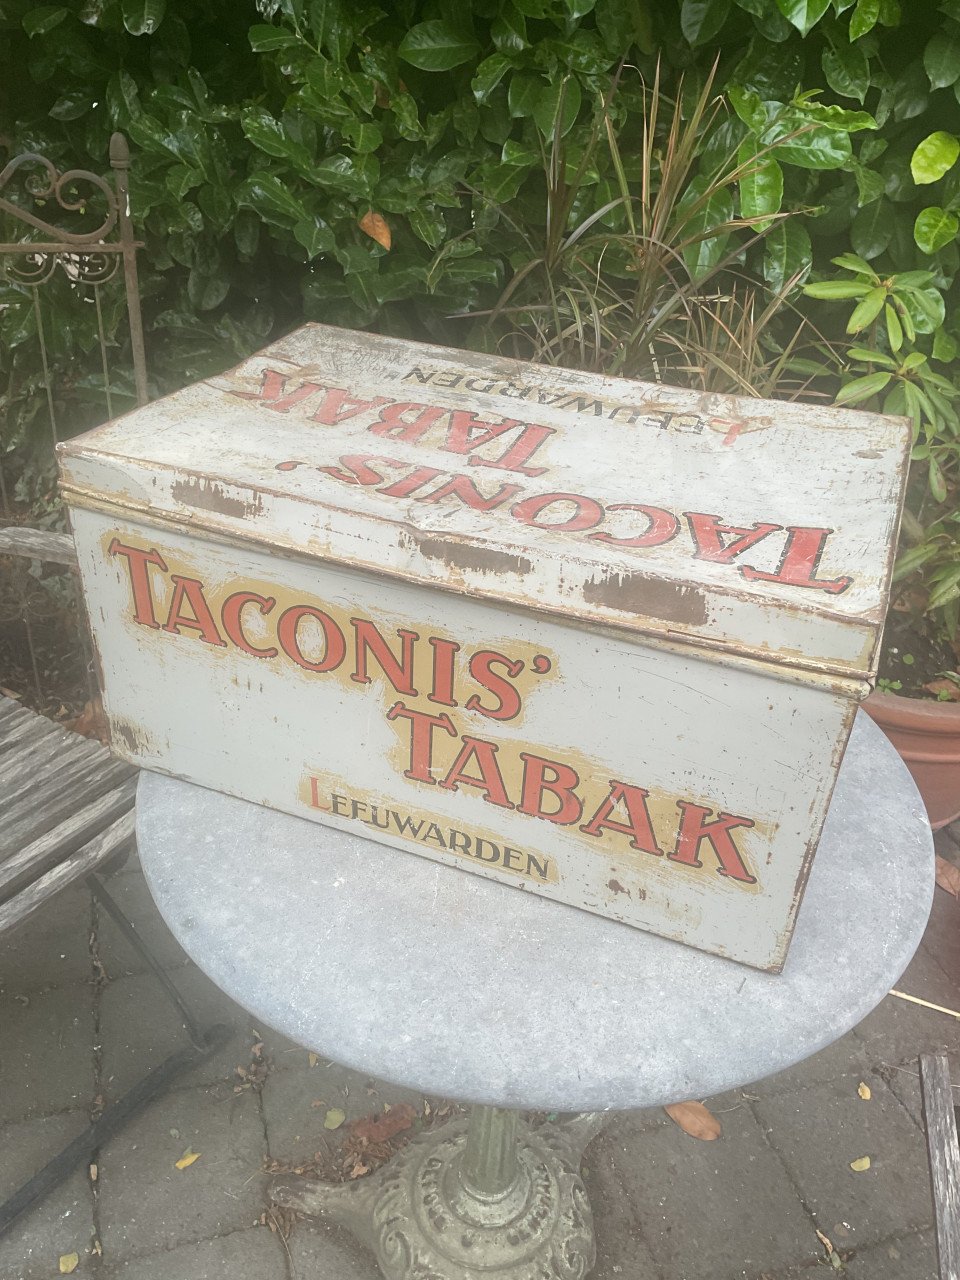 LEEUWARDEN
TABAK
TACONIS'
TACONIS'
TABAK
LEEUWARDEN